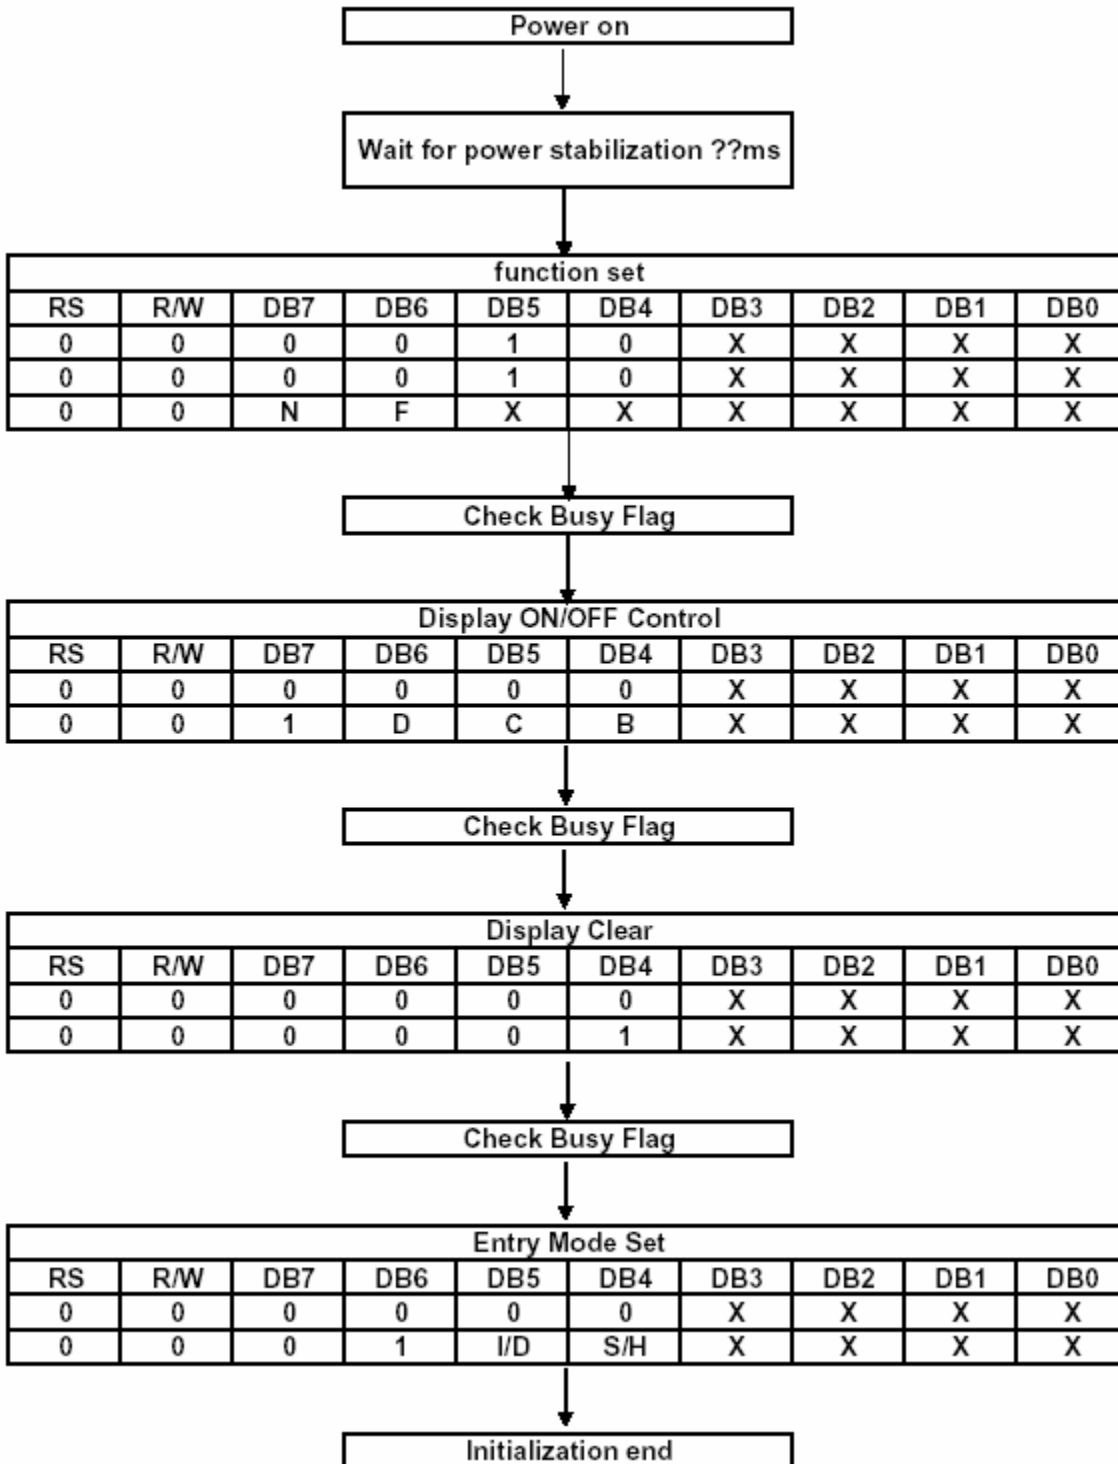 Power on
Wait for power stabilization ??ms
function set
RS R/W DB7 DB6 DB5 DB4 DB3 DB2 DB1 DB0
0 0 0 0 1 0 X X X X
0 0 0 0 1 0 X X X X
0 0 N F X X X X X X
Check Busy Flag
Display ON/OFF Control
RS R/W DB7 DB6 DB5 DB4 DB3 DB2 DB1 DB0
0 0 0 0 0 0 X X X X
0 0 1 D C B X X X X
Check Busy Flag
Display Clear
RS R/W DB7 DB6 DB5 DB4 DB3 DB2 DB1 DB0
0 0 0 0 0 0 X X X X
0 0 0 0 0 1 X X X X
Check Busy Flag
Entry Mode Set
RS R/W DB7 DB6 DB5 DB4 DB3 DB2 DB1 DB0
0 0 0 0 0 0 X X X X
0 0 0 1 I/D S/H X X X X
Initialization end